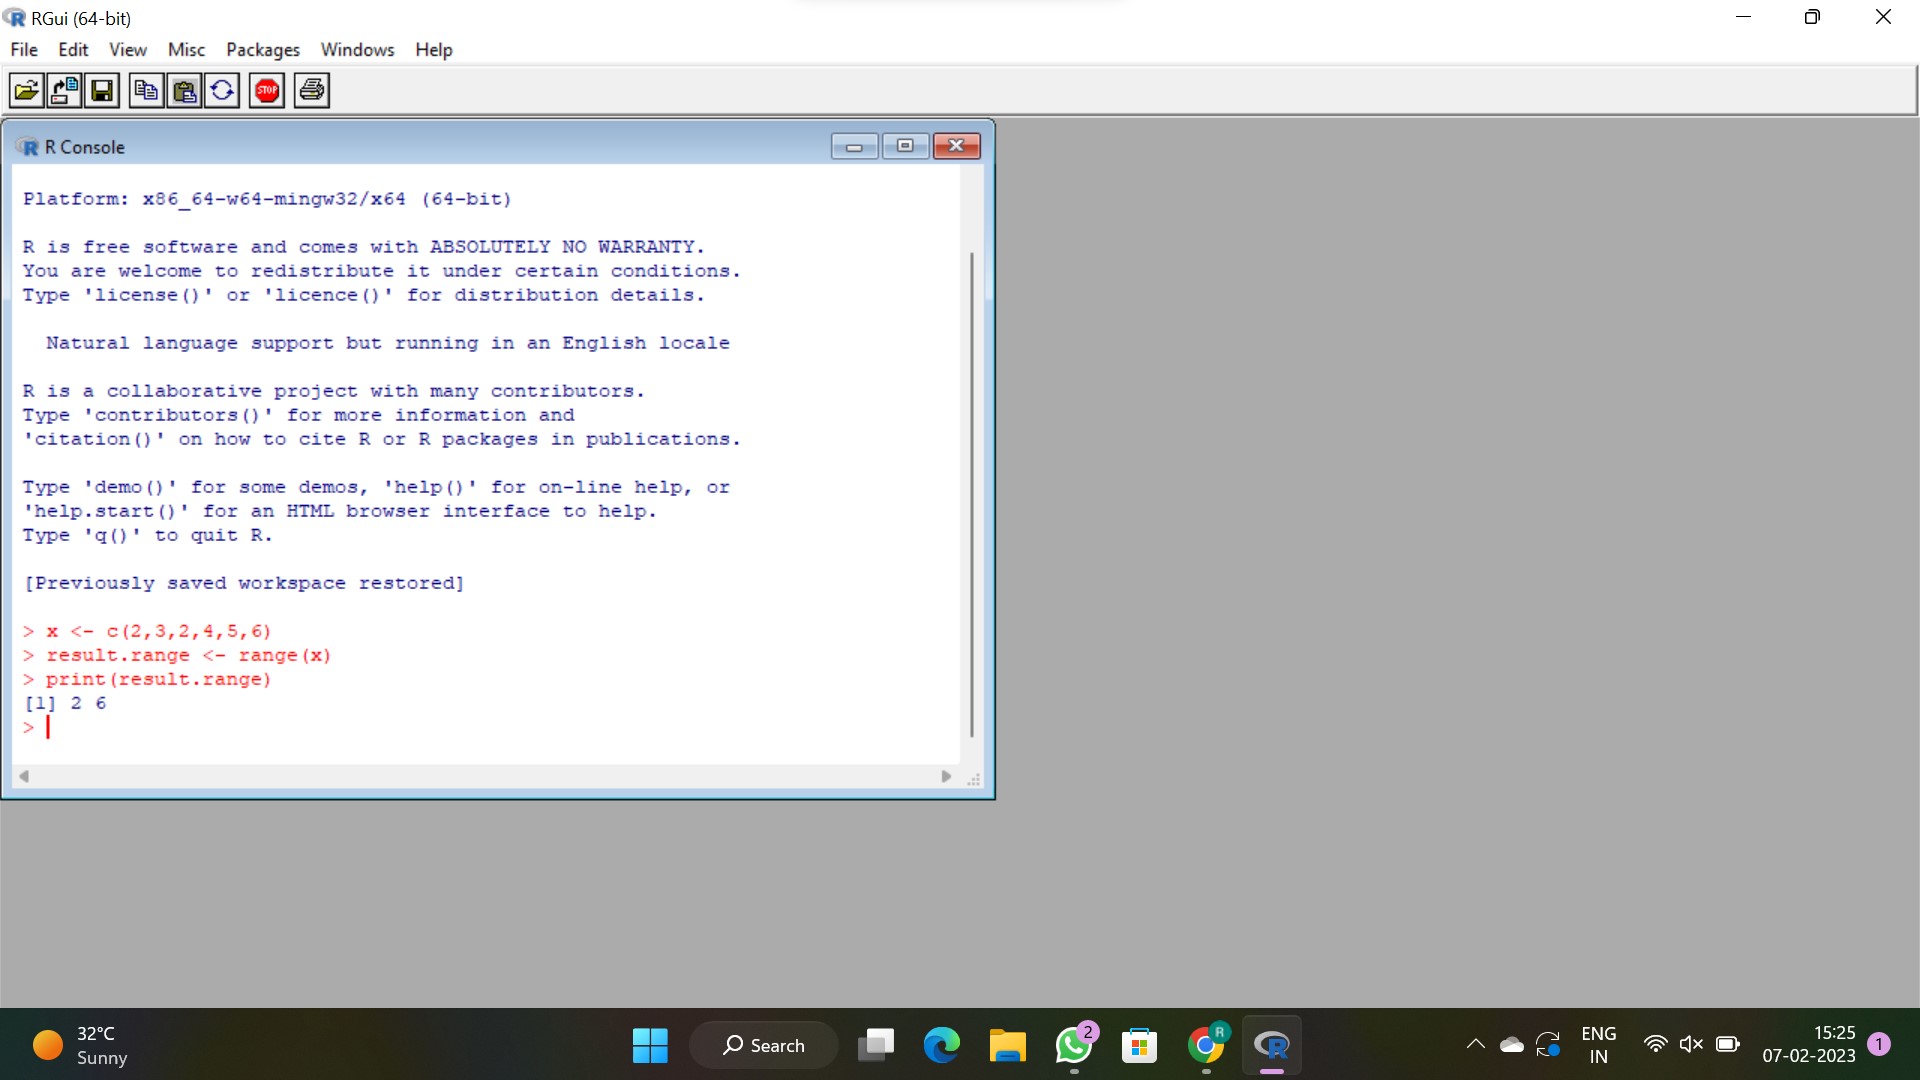 RGui (64-bit)
File Edit View Misc Packages Windows Help
STOP
R Console
Platform: x86_64-w64-mingw32/x64 (64-bit)
R is free software and comes with ABSOLUTELY NO WARRANTY.
You are welcome to redistribute it under certain conditions.
Type 'license()' or 'licence()' for distribution details.
Natural language support but running in an English locale
R is a collaborative project with many contributors.
Type 'contributors()' for more information and
'citation()' on how to cite R or R packages in publications.
Type 'demo()' for some demos, 'help()' for on-line help, or
'help.start()' for an HTML browser interface to help.
Type 'q()' to quit R.
[Previously saved workspace restored]
> x <- c(2,3,2,4,5,6)
> result.range <- range(x)
> print(result.range)
[1] 2 6
>
32°C
Sunny
Search
2
R
R
ENG
IN
15:25
07-02-2023
1